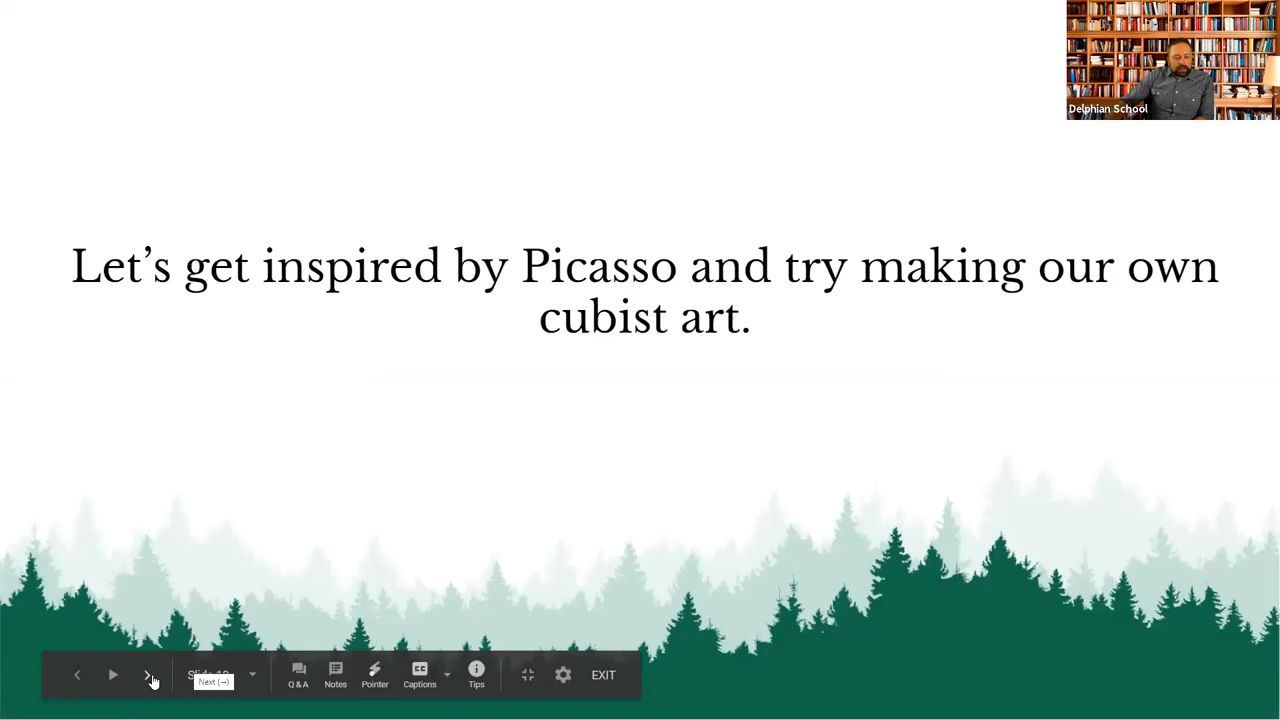 Delphian School
Let’s get inspired by Picasso and try making our own
cubist art.
Q & A
Notes
Pointer
Captions
Tips
EXIT
Next (→)